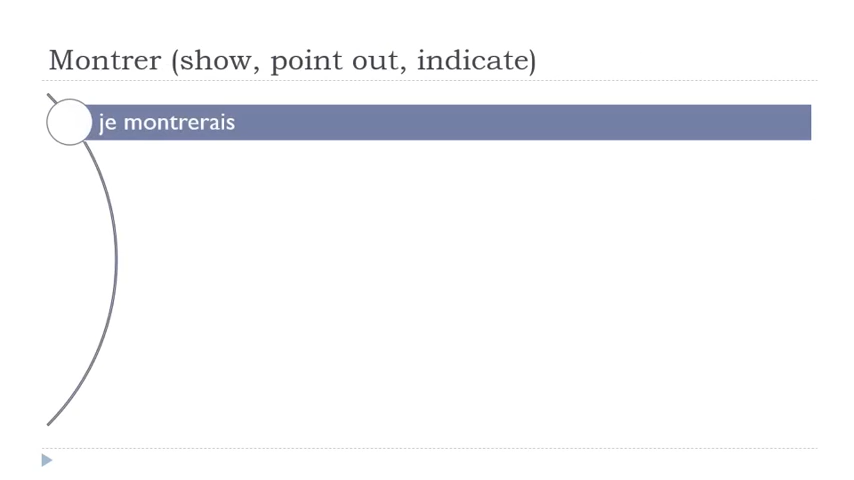 Montrer (show, point out, indicate)
je montrerais